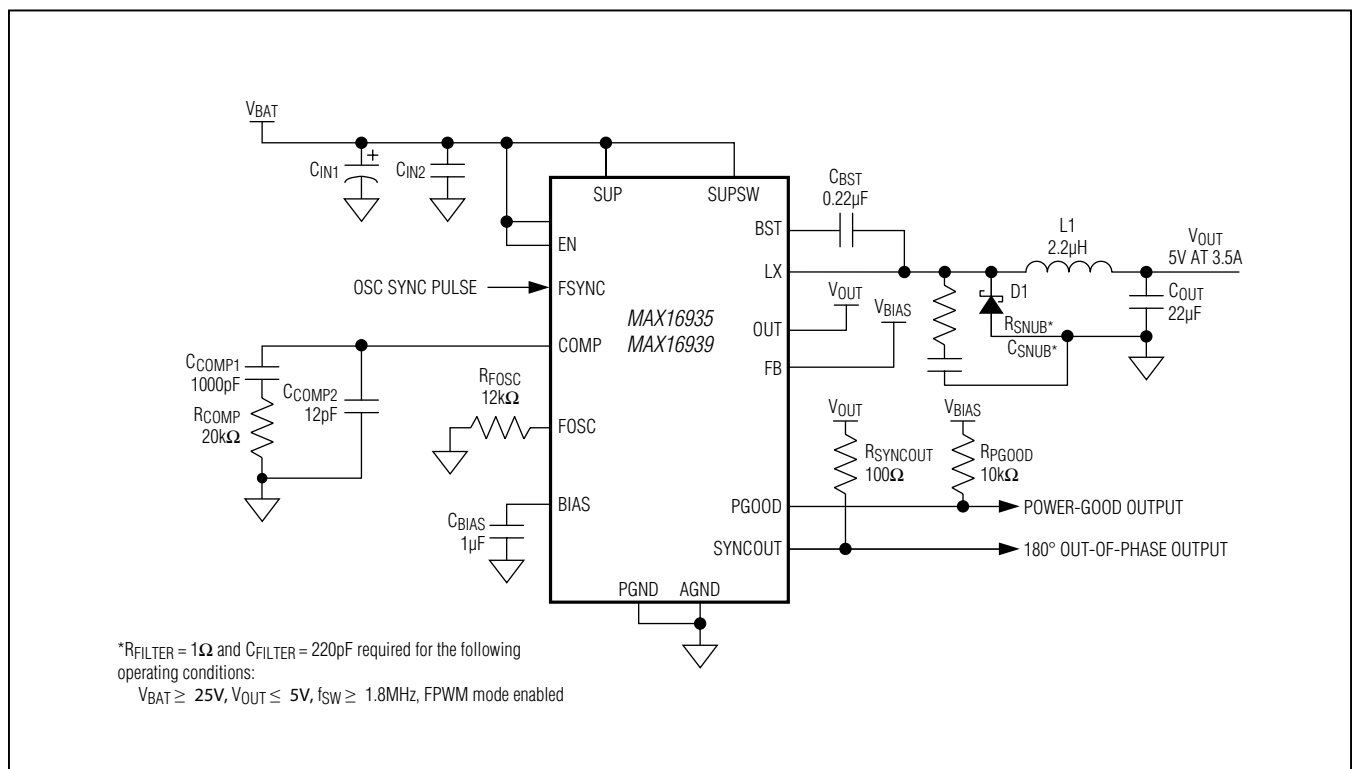 VBAT
CIN1
+
CIN2
SUP
SUPSW
EN
OSC SYNC PULSE
FSYNC
MAX16935
MAX16939
COMP
CCOMP1
1000pF
RCOMP
20kΩ
CCOMP2
12pF
RFOSC
12kΩ
FOSC
BIAS
CBIAS
1µF
PGND
AGND
CBST
0.22µF
BST
LX
L1
2.2µH
VOUT
5V AT 3.5A
COUT
22µF
D1
RSNUB*
CSNUB*
VOUT
OUT
VBIAS
FB
VOUT
RSYNCOUT
100Ω
VBIAS
RPGOOD
10kΩ
PGOOD
POWER-GOOD OUTPUT
SYNCOUT
180° OUT-OF-PHASE OUTPUT
*RFILTER = 1Ω and CFILTER = 220pF required for the following
operating conditions:
VBAT ≥ 25V, VOUT ≤ 5V, fSW ≥ 1.8MHz, FPWM mode enabled